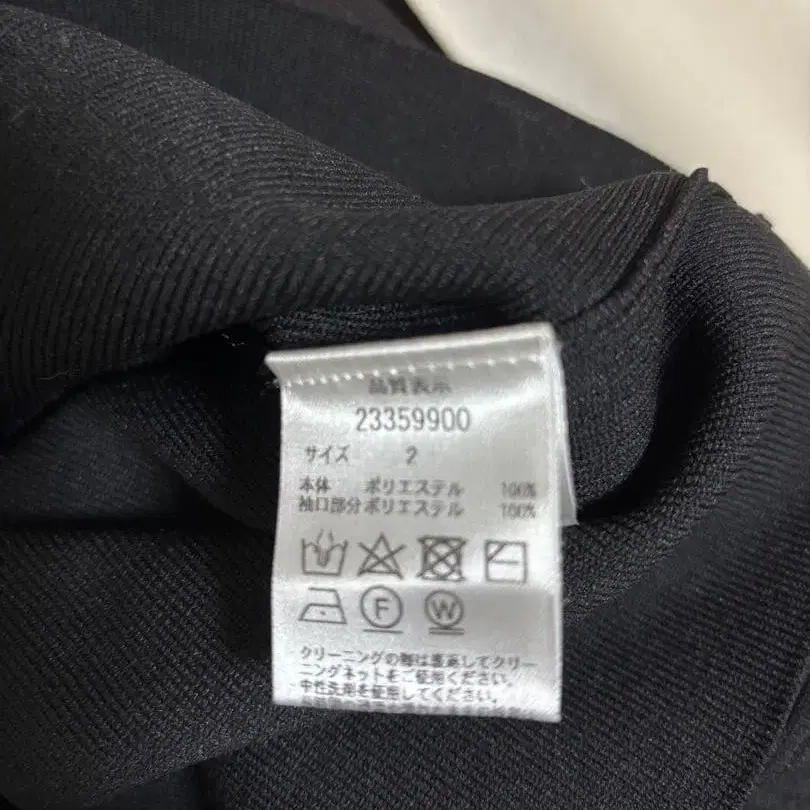 品質表示
23359900
サイズ 2
本体 ポリエステル 100%
袖口部分 ポリエステル 100%
F W
クリーニングの際は裏返してクリー
ニングネットをご使用ください。
中性洗剤を使用してください。